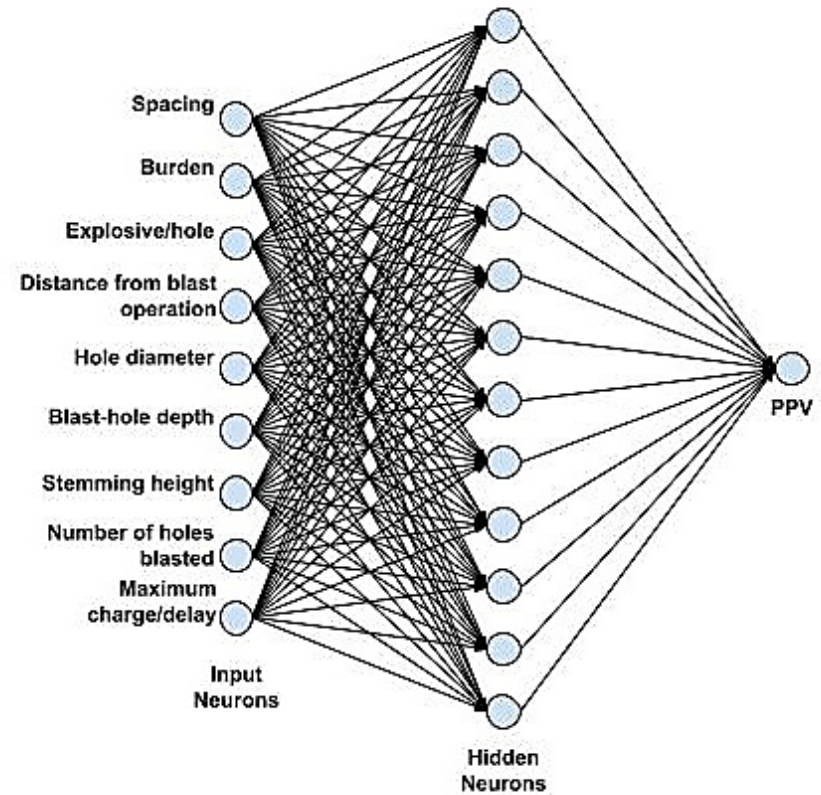 Spacing
Burden
Explosive/hole
Distance from blast
operation
Hole diameter
Blast-hole depth
Stemming height
Number of holes
blasted
Maximum
charge/delay
Input
Neurons
Hidden
Neurons
PPV